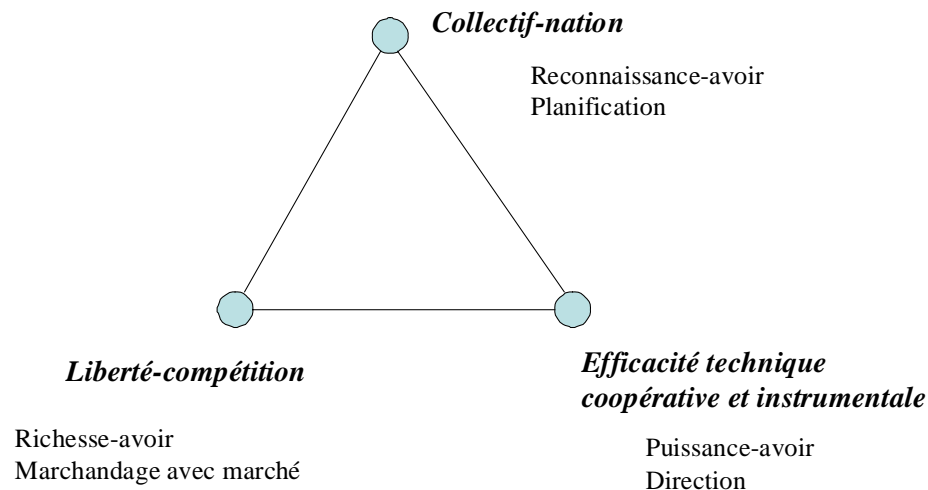 Collectif-nation
Reconnaissance-avoir
Planification
Liberté-compétition
Richesse-avoir
Marchandage avec marché
Efficacité technique
coopérative et instrumentale
Puissance-avoir
Direction